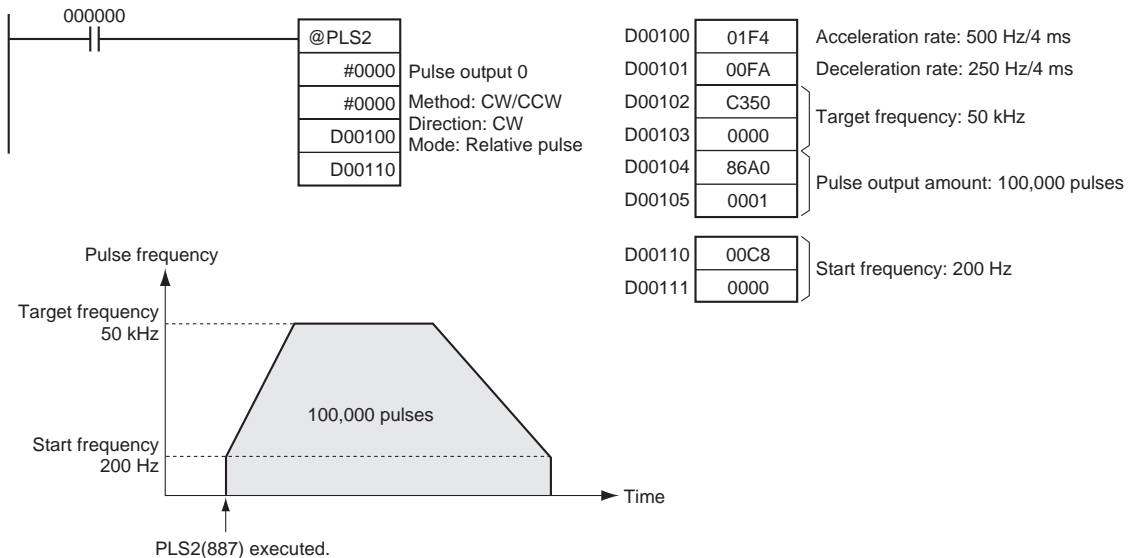 000000
@PLS2
#0000 Pulse output 0
#0000 Method: CW/CCW
Direction: CW
D00100 Mode: Relative pulse
D00110
D00100 01F4 Acceleration rate: 500 Hz/4 ms
D00101 00FA Deceleration rate: 250 Hz/4 ms
D00102 C350
Target frequency: 50 kHz
D00103 0000
D00104 86A0
Pulse output amount: 100,000 pulses
D00105 0001
D00110 00C8
Start frequency: 200 Hz
D00111 0000
Pulse frequency
Target frequency
50 kHz
100,000 pulses
Start frequency
200 Hz
Time
PLS2(887) executed.